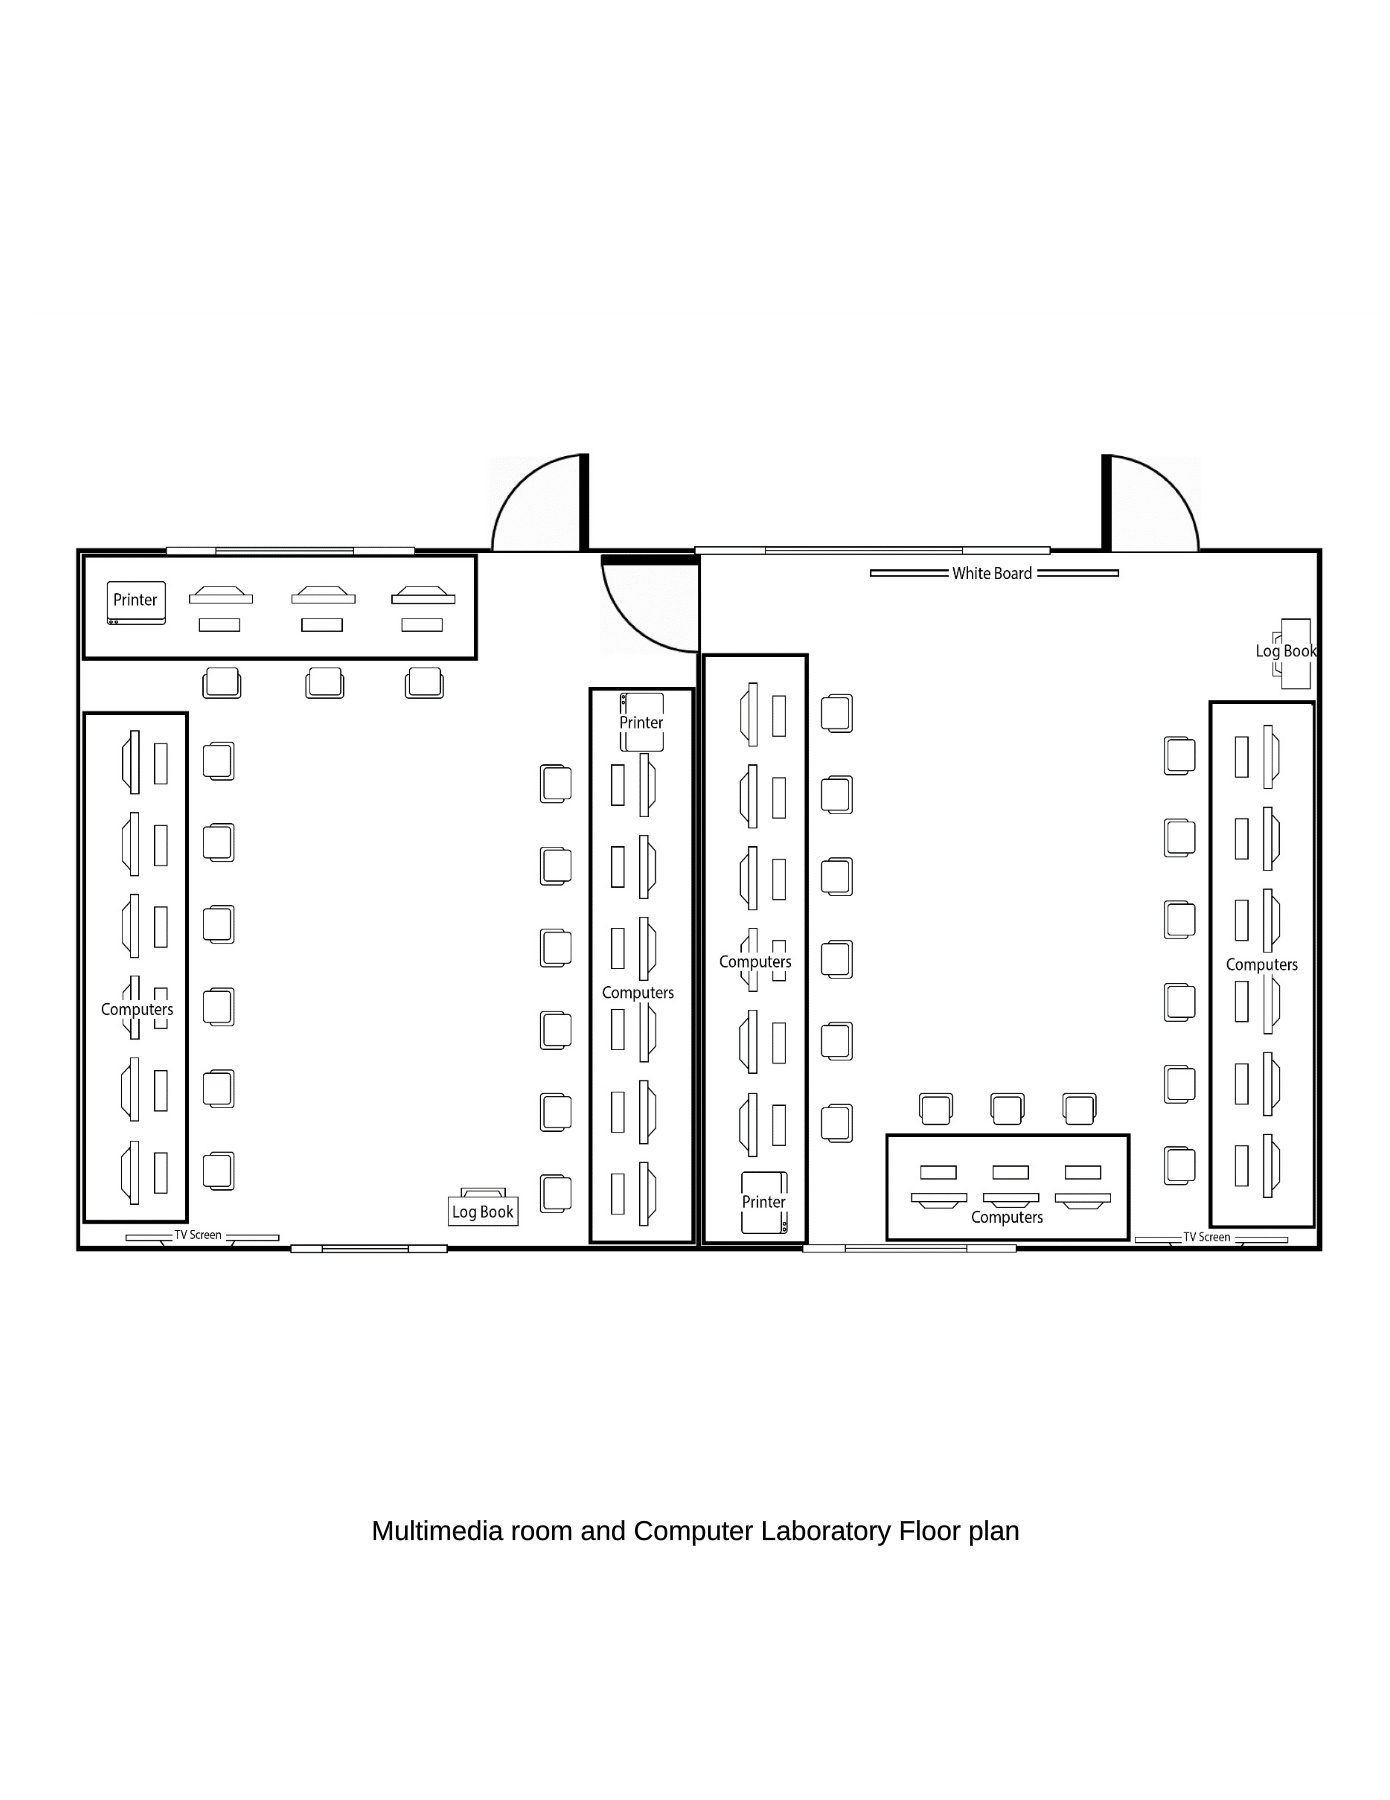 White Board
Printer
Log Book
Printer
Computers
Computers
Computers
Computers
Printer
Log Book
Computers
TV Screen
TV Screen
Multimedia room and Computer Laboratory Floor plan